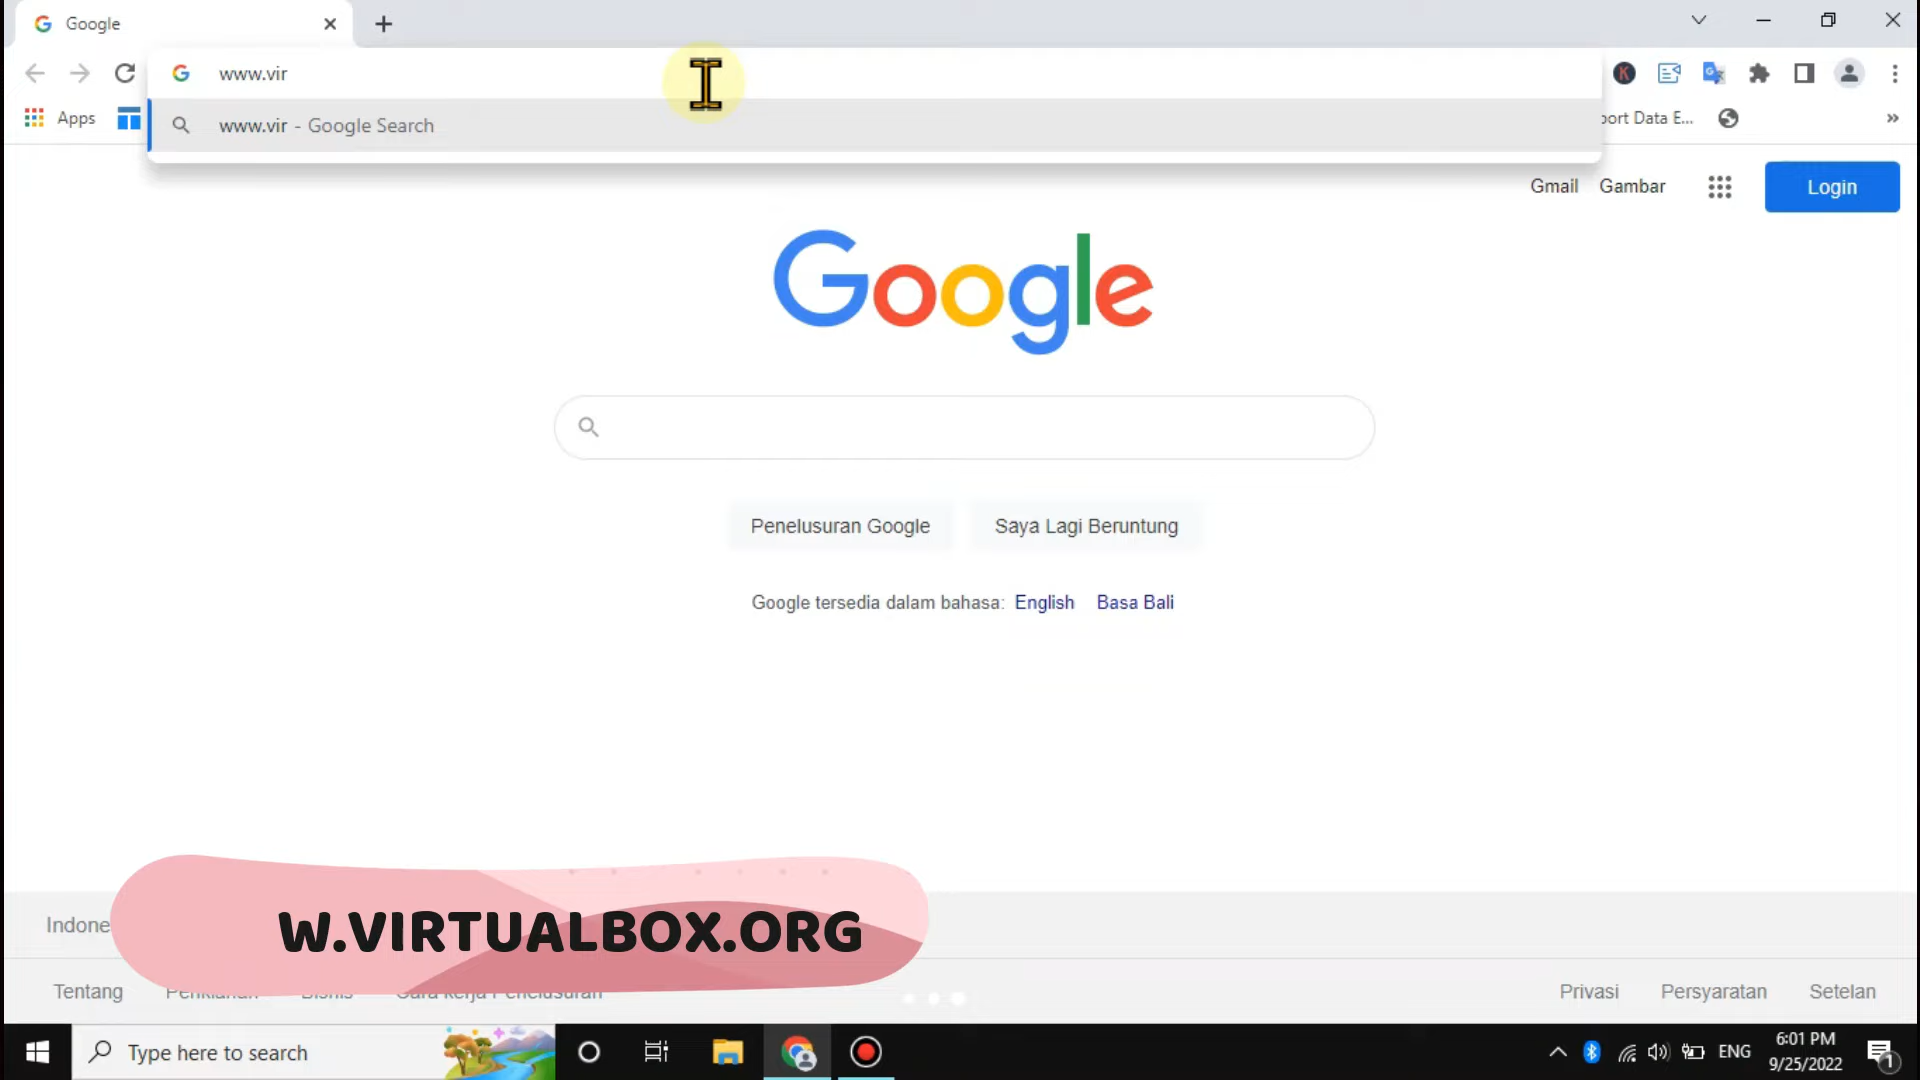 Google
www.vir
www.vir - Google Search
Apps
port Data E...
Gmail Gambar
Login
Google
Penelusuran Google
Saya Lagi Beruntung
Google tersedia dalam bahasa: English Basa Bali
Indone
W.VIRTUALBOX.ORG
Tentang Periklanan Bisnis Cara kerja Penelusuran
Privasi Persyaratan Setelan
Type here to search
ENG
6:01 PM
9/25/2022
1